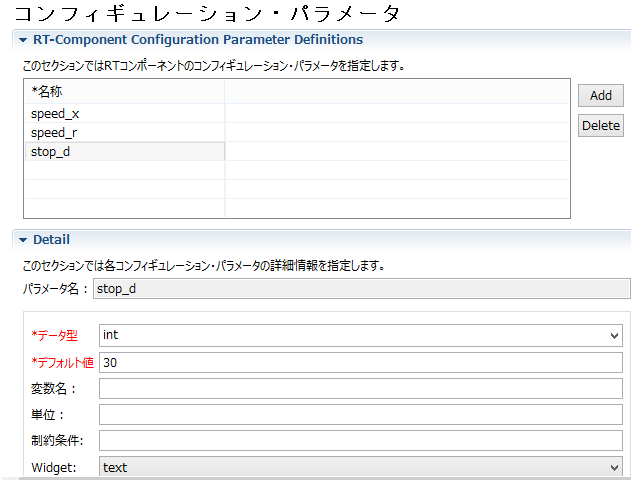 コンフィギュレーション・パラメータ
RT-Component Configuration Parameter Definitions
このセクションではRTコンポーネントのコンフィギュレーション・パラメータを指定します。
*名称
Add
speed_x
speed_r
Delete
stop_d
Detail
このセクションでは各コンフィギュレーション・パラメータの詳細情報を指定します。
パラメータ名： stop_d
*データ型 int
*デフォルト値 30
変数名：
単位：
制約条件:
Widget: text